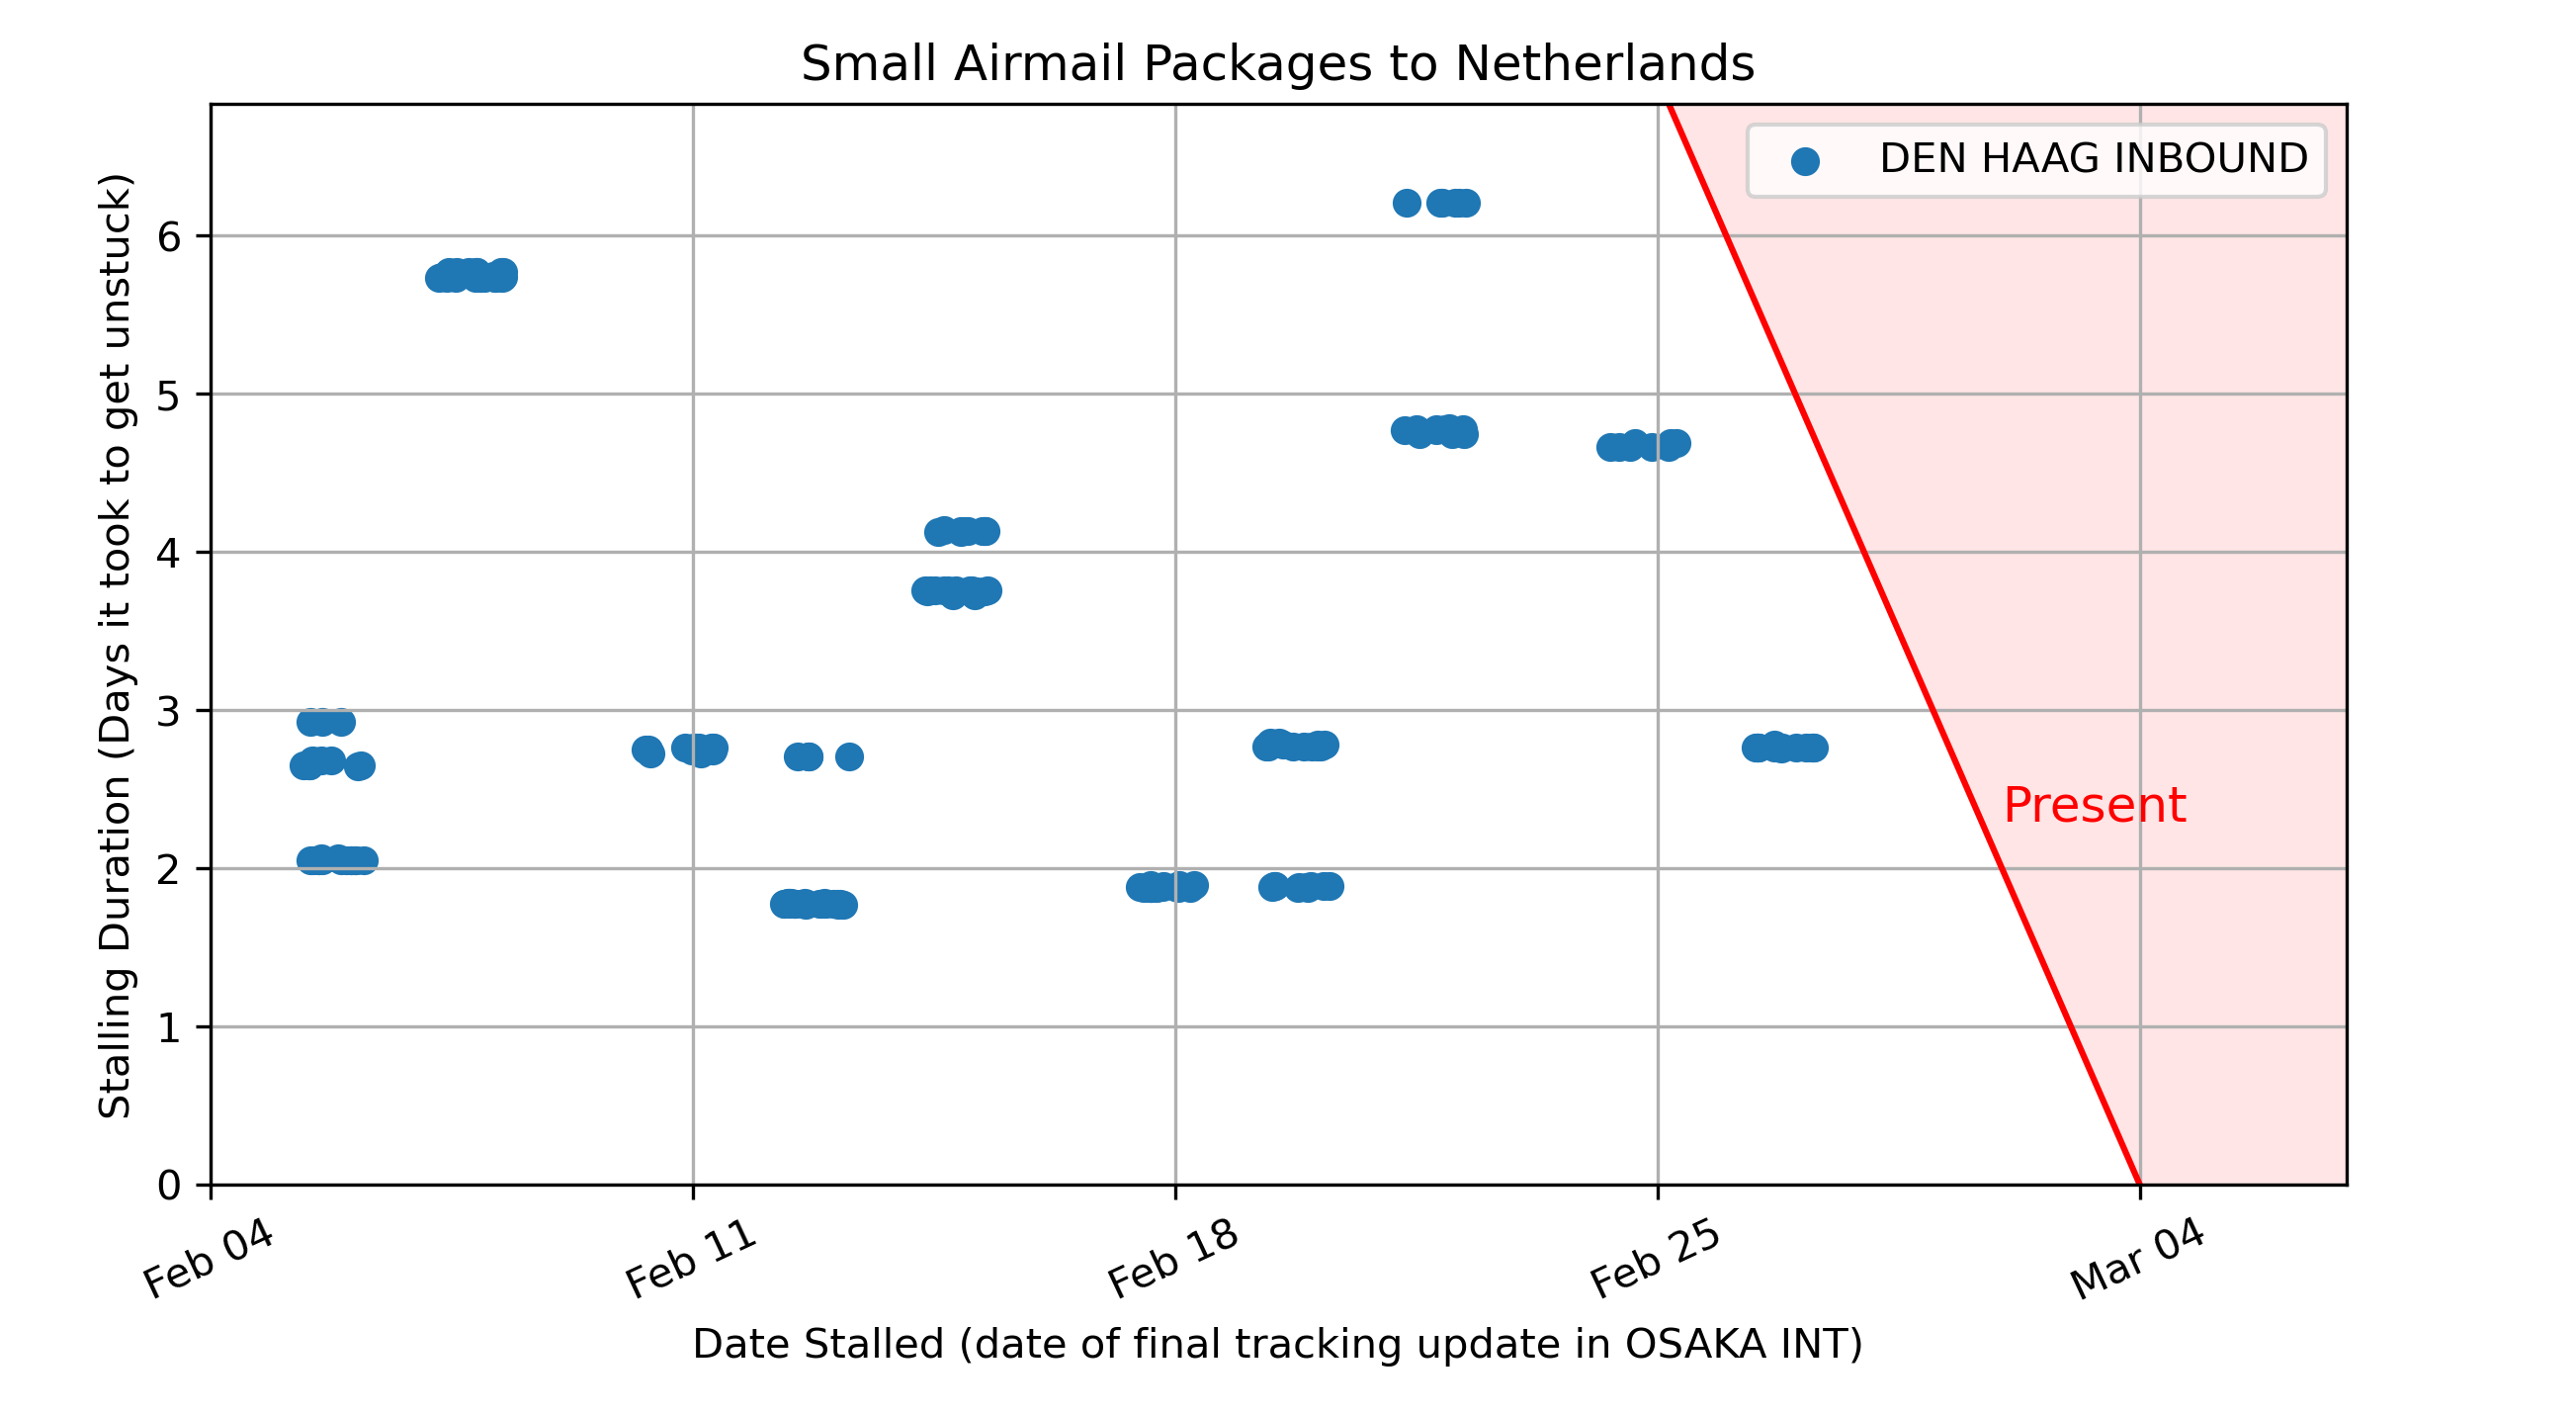 Small Airmail Packages to Netherlands
DEN HAAG INBOUND
Stalling Duration (Days it took to get unstuck)
6
5
4
3
2
1
0
Present
Feb 04
Feb 11
Feb 18
Feb 25
Mar 04
Date Stalled (date of final tracking update in OSAKA INT)